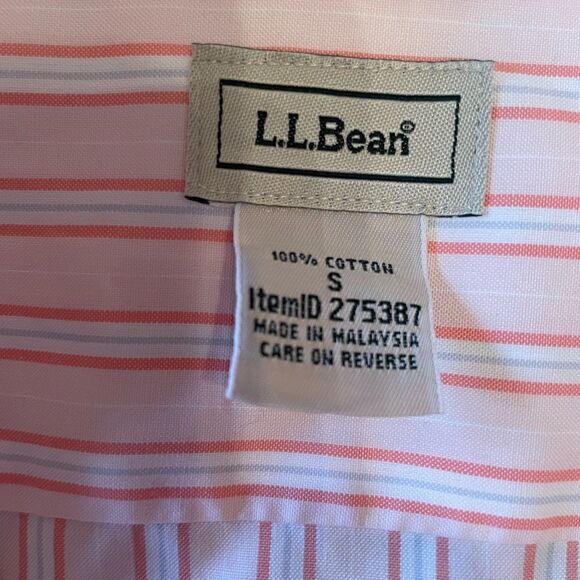 L.L.Bean®
100% COTTON
S
ItemID 275387
MADE IN MALAYSIA
CARE ON REVERSE